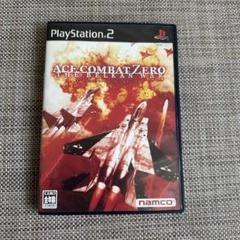 PlayStation®2
ACE COMBAT ZERO
THE BELKAN WAR
namco